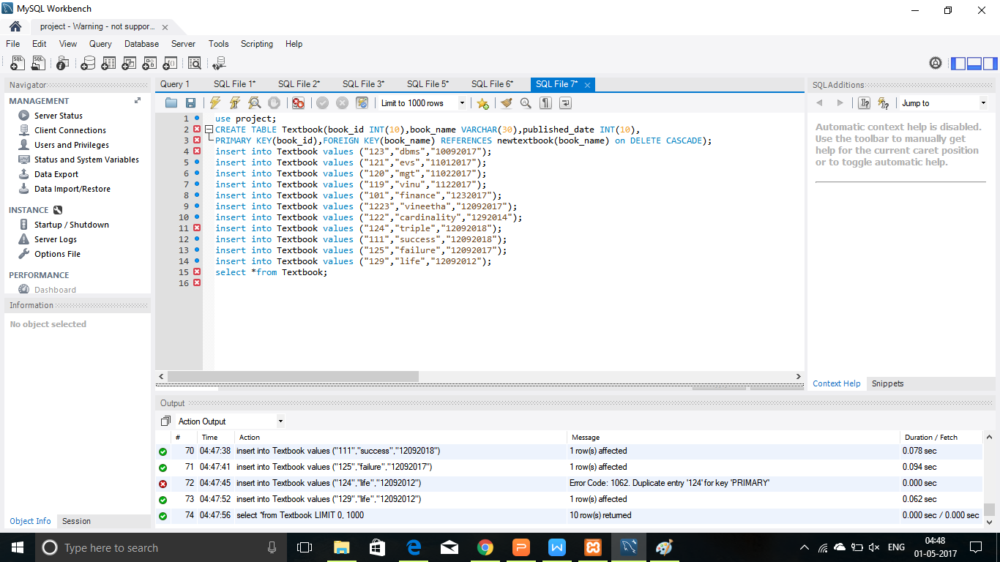 MySQL Workbench
project - Warning - not suppor...
File Edit View Query Database Server Tools Scripting Help
Navigator
MANAGEMENT
Server Status
Client Connections
Users and Privileges
Status and System Variables
Data Export
Data Import/Restore
INSTANCE
Startup / Shutdown
Server Logs
Options File
PERFORMANCE
Dashboard
Information
No object selected
Object Info Session
Query 1 SQL File 1* SQL File 2* SQL File 3* SQL File 5* SQL File 6* SQL File 7*
Limit to 1000 rows
1 use project;
2 CREATE TABLE Textbook(book_id INT(10),book_name VARCHAR(30),published_date INT(10),
3 PRIMARY KEY(book_id),FOREIGN KEY(book_name) REFERENCES newtextbook(book_name) on DELETE CASCADE);
4 insert into Textbook values ("123","dbms","10092017");
5 insert into Textbook values ("121","evs","11012017");
6 insert into Textbook values ("120","mgt","11022017");
7 insert into Textbook values ("119","vinu","1122017");
8 insert into Textbook values ("101","finance","1232017");
9 insert into Textbook values ("1223","vineetha","12092017");
10 insert into Textbook values ("122","cardinality","1292014");
11 insert into Textbook values ("124","triple","12092018");
12 insert into Textbook values ("111","success","12092018");
13 insert into Textbook values ("125","failure","12092017");
14 insert into Textbook values ("129","life","12092012");
15 select *from Textbook;
16
SQLAdditions
Jump to
Automatic context help is disabled.
Use the toolbar to manually get
help for the current caret position
or to toggle automatic help.
Context Help Snippets
Output
Action Output
# Time Action Message Duration / Fetch
70 04:47:38 insert into Textbook values ("111","success","12092018") 1 row(s) affected 0.078 sec
71 04:47:41 insert into Textbook values ("125","failure","12092017") 1 row(s) affected 0.094 sec
72 04:47:45 insert into Textbook values ("124","life","12092012") Error Code: 1062. Duplicate entry '124' for key 'PRIMARY' 0.000 sec
73 04:47:52 insert into Textbook values ("129","life","12092012") 1 row(s) affected 0.062 sec
74 04:47:56 select *from Textbook LIMIT 0, 1000 10 row(s) returned 0.000 sec / 0.000 sec
Type here to search
ENG
04:48
01-05-2017